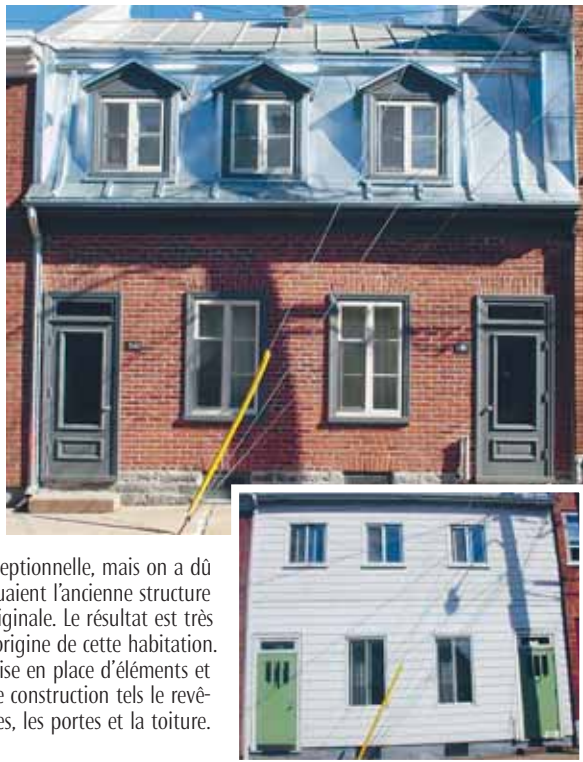 eptionnelle, mais on a dû
uaient l’ancienne structure
iginale. Le résultat est très
origine de cette habitation.
ise en place d’éléments et
e construction tels le revê-
es, les portes et la toiture.